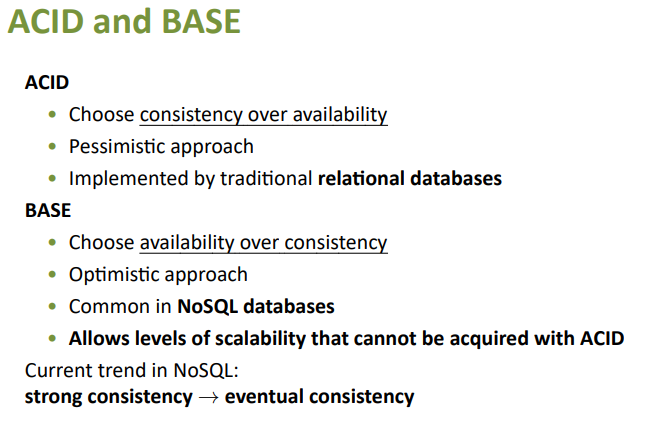 ACID and BASE
ACID
• Choose consistency over availability
• Pessimistic approach
• Implemented by traditional relational databases
BASE
• Choose availability over consistency
• Optimistic approach
• Common in NoSQL databases
• Allows levels of scalability that cannot be acquired with ACID
Current trend in NoSQL:
strong consistency → eventual consistency